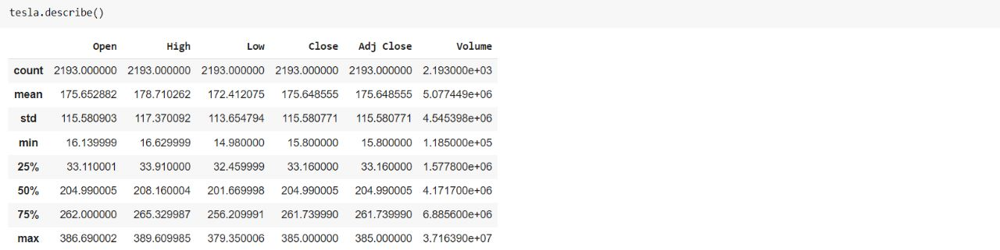 tesla.describe()
Open High Low Close Adj Close Volume
count 2193.000000 2193.000000 2193.000000 2193.000000 2193.000000 2.193000e+03
mean 175.652882 178.710262 172.412075 175.648555 175.648555 5.077449e+06
std 115.580903 117.370092 113.654794 115.580771 115.580771 4.545398e+06
min 16.139999 16.629999 14.980000 15.800000 15.800000 1.185000e+05
25% 33.110001 33.910000 32.459999 33.160000 33.160000 1.577800e+06
50% 204.990005 208.160004 201.669998 204.990005 204.990005 4.171700e+06
75% 262.000000 265.329987 256.209991 261.739990 261.739990 6.885600e+06
max 386.690002 389.609985 379.350006 385.000000 385.000000 3.716390e+07